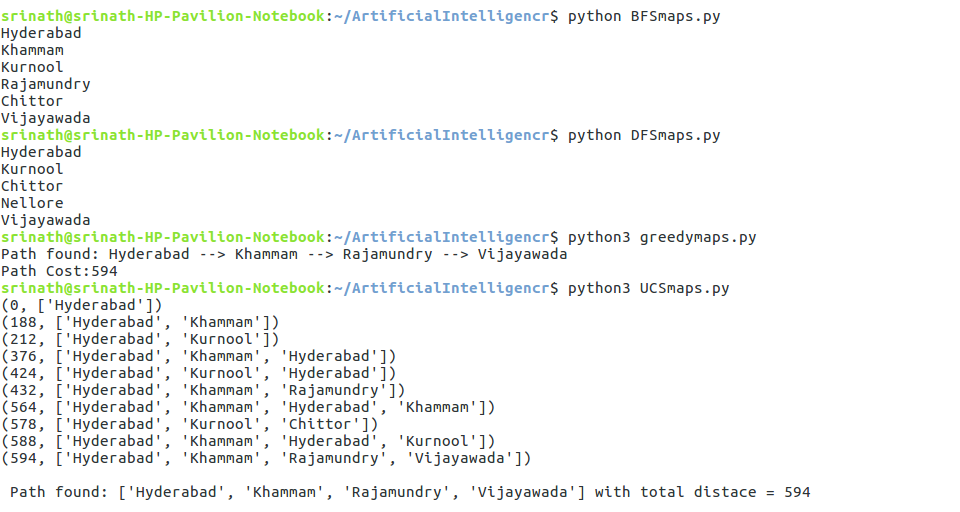 srinath@srinath-HP-Pavilion-Notebook:~/ArtificialIntelligencr$ python BFSmaps.py
Hyderabad
Khammam
Kurnool
Rajamundry
Chittor
Vijayawada
srinath@srinath-HP-Pavilion-Notebook:~/ArtificialIntelligencr$ python DFSmaps.py
Hyderabad
Kurnool
Chittor
Nellore
Vijayawada
srinath@srinath-HP-Pavilion-Notebook:~/ArtificialIntelligencr$ python3 greedymaps.py
Path found: Hyderabad --> Khammam --> Rajamundry --> Vijayawada
Path Cost:594
srinath@srinath-HP-Pavilion-Notebook:~/ArtificialIntelligencr$ python3 UCSmaps.py
(0, ['Hyderabad'])
(188, ['Hyderabad', 'Khammam'])
(212, ['Hyderabad', 'Kurnool'])
(376, ['Hyderabad', 'Khammam', 'Hyderabad'])
(424, ['Hyderabad', 'Kurnool', 'Hyderabad'])
(432, ['Hyderabad', 'Khammam', 'Rajamundry'])
(564, ['Hyderabad', 'Khammam', 'Hyderabad', 'Khammam'])
(578, ['Hyderabad', 'Kurnool', 'Chittor'])
(588, ['Hyderabad', 'Khammam', 'Hyderabad', 'Kurnool'])
(594, ['Hyderabad', 'Khammam', 'Rajamundry', 'Vijayawada'])
Path found: ['Hyderabad', 'Khammam', 'Rajamundry', 'Vijayawada'] with total distace = 594